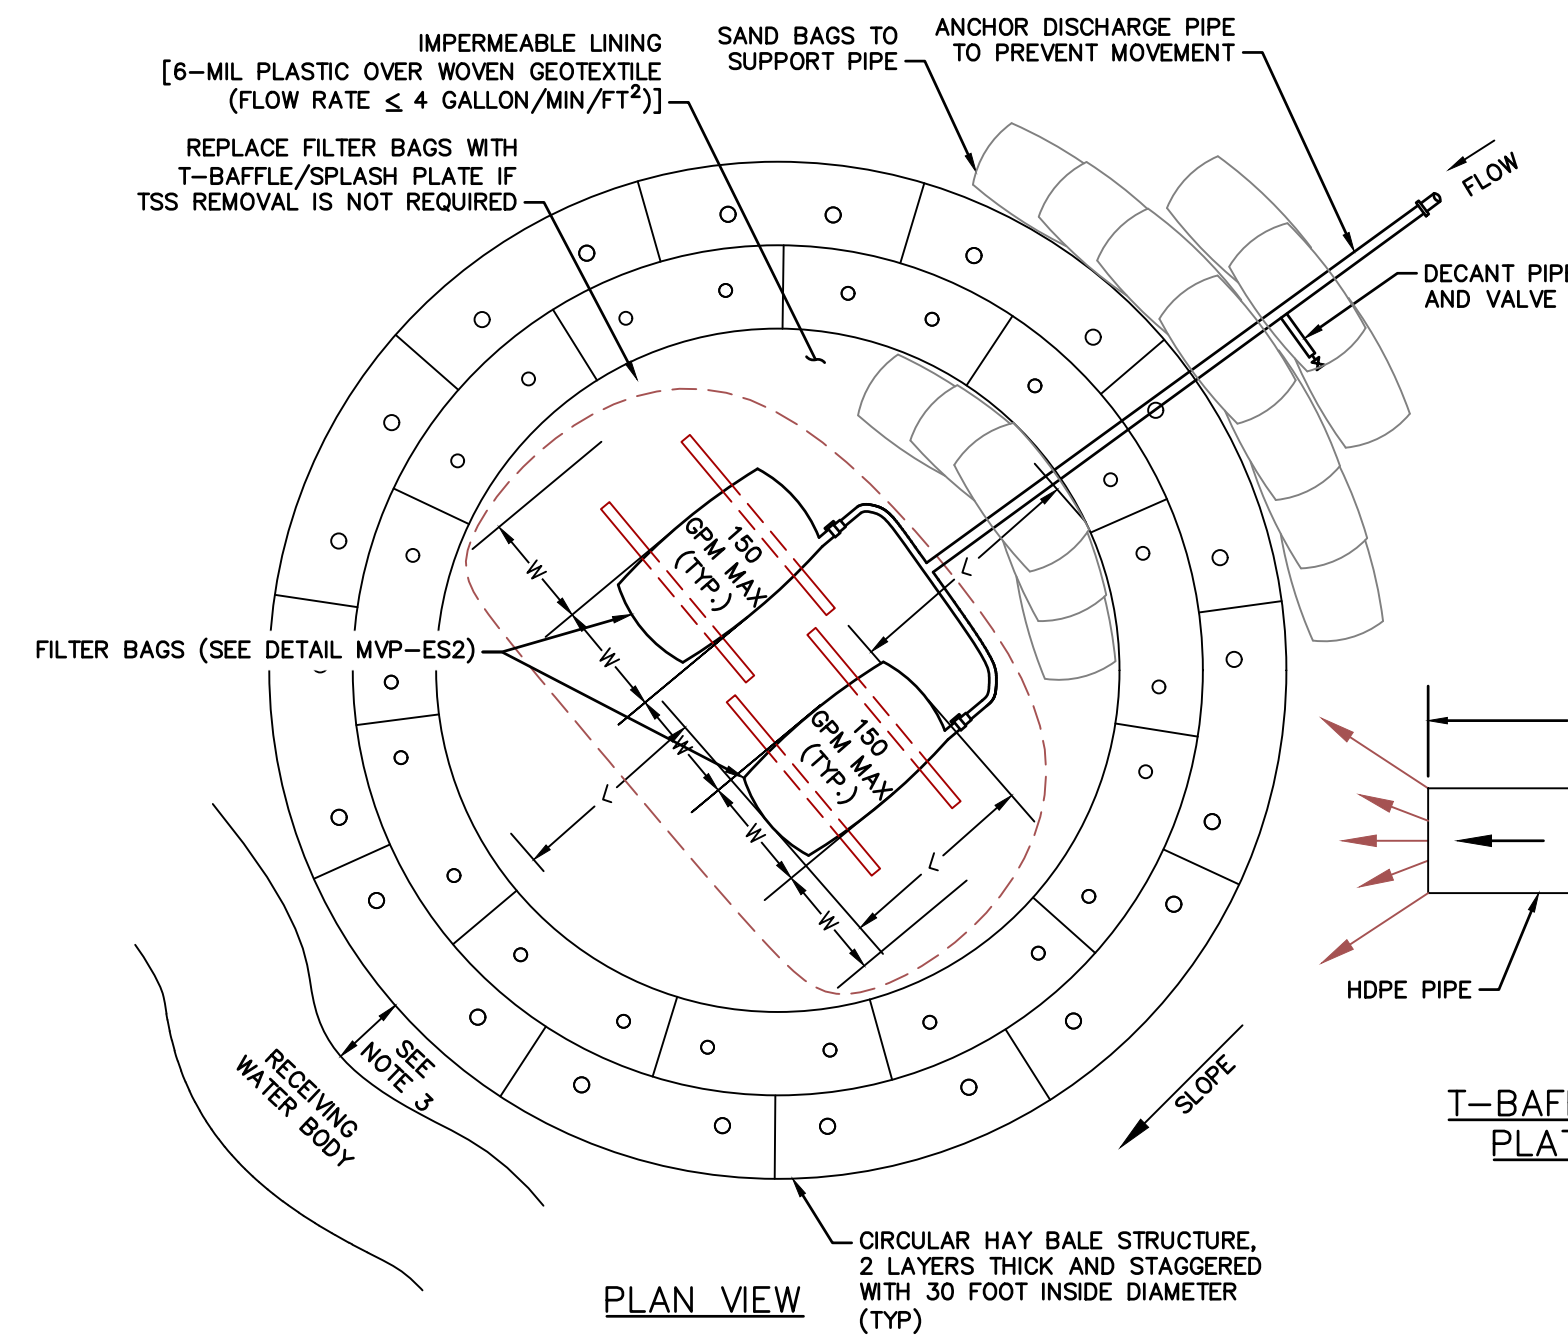 IMPERMEABLE LINING
[6-MIL PLASTIC OVER WOVEN GEOTEXTILE
(FLOW RATE ≤ 4 GALLON/MIN/FT²)]
SAND BAGS TO
SUPPORT PIPE
ANCHOR DISCHARGE PIPE
TO PREVENT MOVEMENT
REPLACE FILTER BAGS WITH
T-BAFFLE/SPLASH PLATE IF
TSS REMOVAL IS NOT REQUIRED
FLOW
DECANT PIPE
AND VALVE
150
GPM MAX
(TYP.)
W
W
W
W
W
L
L
L
FILTER BAGS (SEE DETAIL MVP-ES2)
150
GPM MAX
(TYP.)
HDPE PIPE
SEE
NOTE 3
RECEIVING
WATER BODY
SLOPE
T-BAF
PLAT
CIRCULAR HAY BALE STRUCTURE,
2 LAYERS THICK AND STAGGERED
WITH 30 FOOT INSIDE DIAMETER
(TYP)
PLAN VIEW